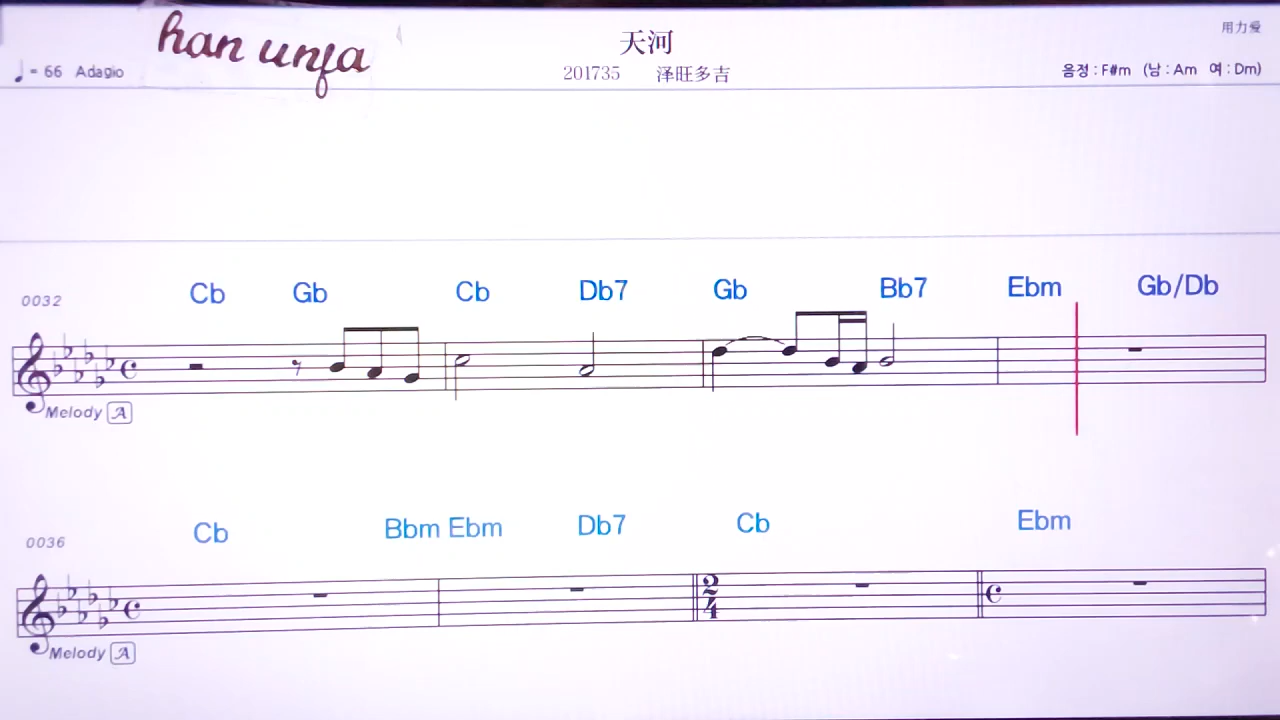 han unja
天河
用力爱
♩= 66 Adagio
201735 泽旺多吉
음정 : F#m (남 : Am 여 : Dm)
0032
Cb Gb Cb Db7 Gb Bb7 Ebm Gb/Db
Melody A
0036
Cb Bbm Ebm Db7 Cb Ebm
2
4
Melody A